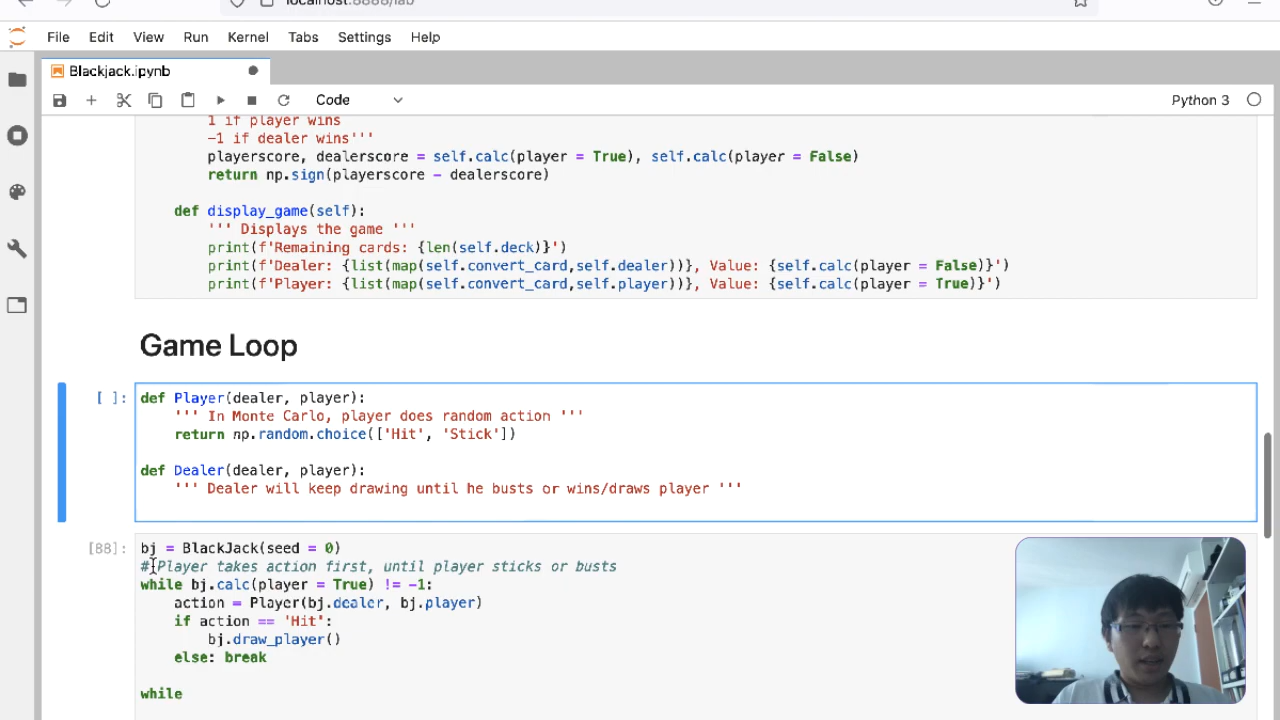 localhost:8888/lab
File Edit View Run Kernel Tabs Settings Help
Blackjack.ipynb
Code
Python 3
1 if player wins
-1 if dealer wins'''
playerscore, dealerscore = self.calc(player = True), self.calc(player = False)
return np.sign(playerscore - dealerscore)
def display_game(self):
''' Displays the game '''
print(f'Remaining cards: {len(self.deck)}')
print(f'Dealer: {list(map(self.convert_card,self.dealer))}, Value: {self.calc(player = False)}')
print(f'Player: {list(map(self.convert_card,self.player))}, Value: {self.calc(player = True)}')
Game Loop
[ ]:
def Player(dealer, player):
''' In Monte Carlo, player does random action '''
return np.random.choice(['Hit', 'Stick'])
def Dealer(dealer, player):
''' Dealer will keep drawing until he busts or wins/draws player '''
[88]:
bj = BlackJack(seed = 0)
# Player takes action first, until player sticks or busts
while bj.calc(player = True) != -1:
action = Player(bj.dealer, bj.player)
if action == 'Hit':
bj.draw_player()
else: break
while